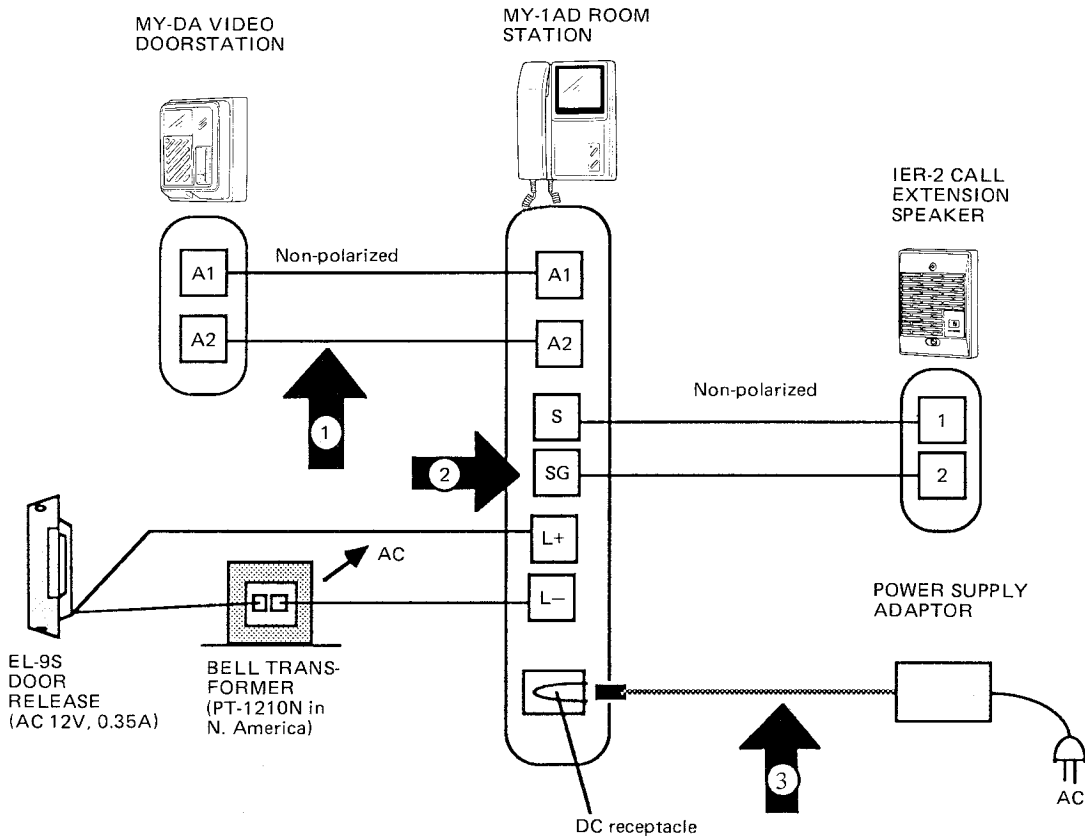 MY-DA VIDEO
DOORSTATION
MY-1AD ROOM
STATION
IER-2 CALL
EXTENSION
SPEAKER
A1
Non-polarized
A1
A2
A2
1
S
Non-polarized
1
2
SG
2
L+
AC
L−
EL-9S
DOOR
RELEASE
(AC 12V, 0.35A)
BELL TRANS-
FORMER
(PT-1210N in
N. America)
POWER SUPPLY
ADAPTOR
3
AC
DC receptacle